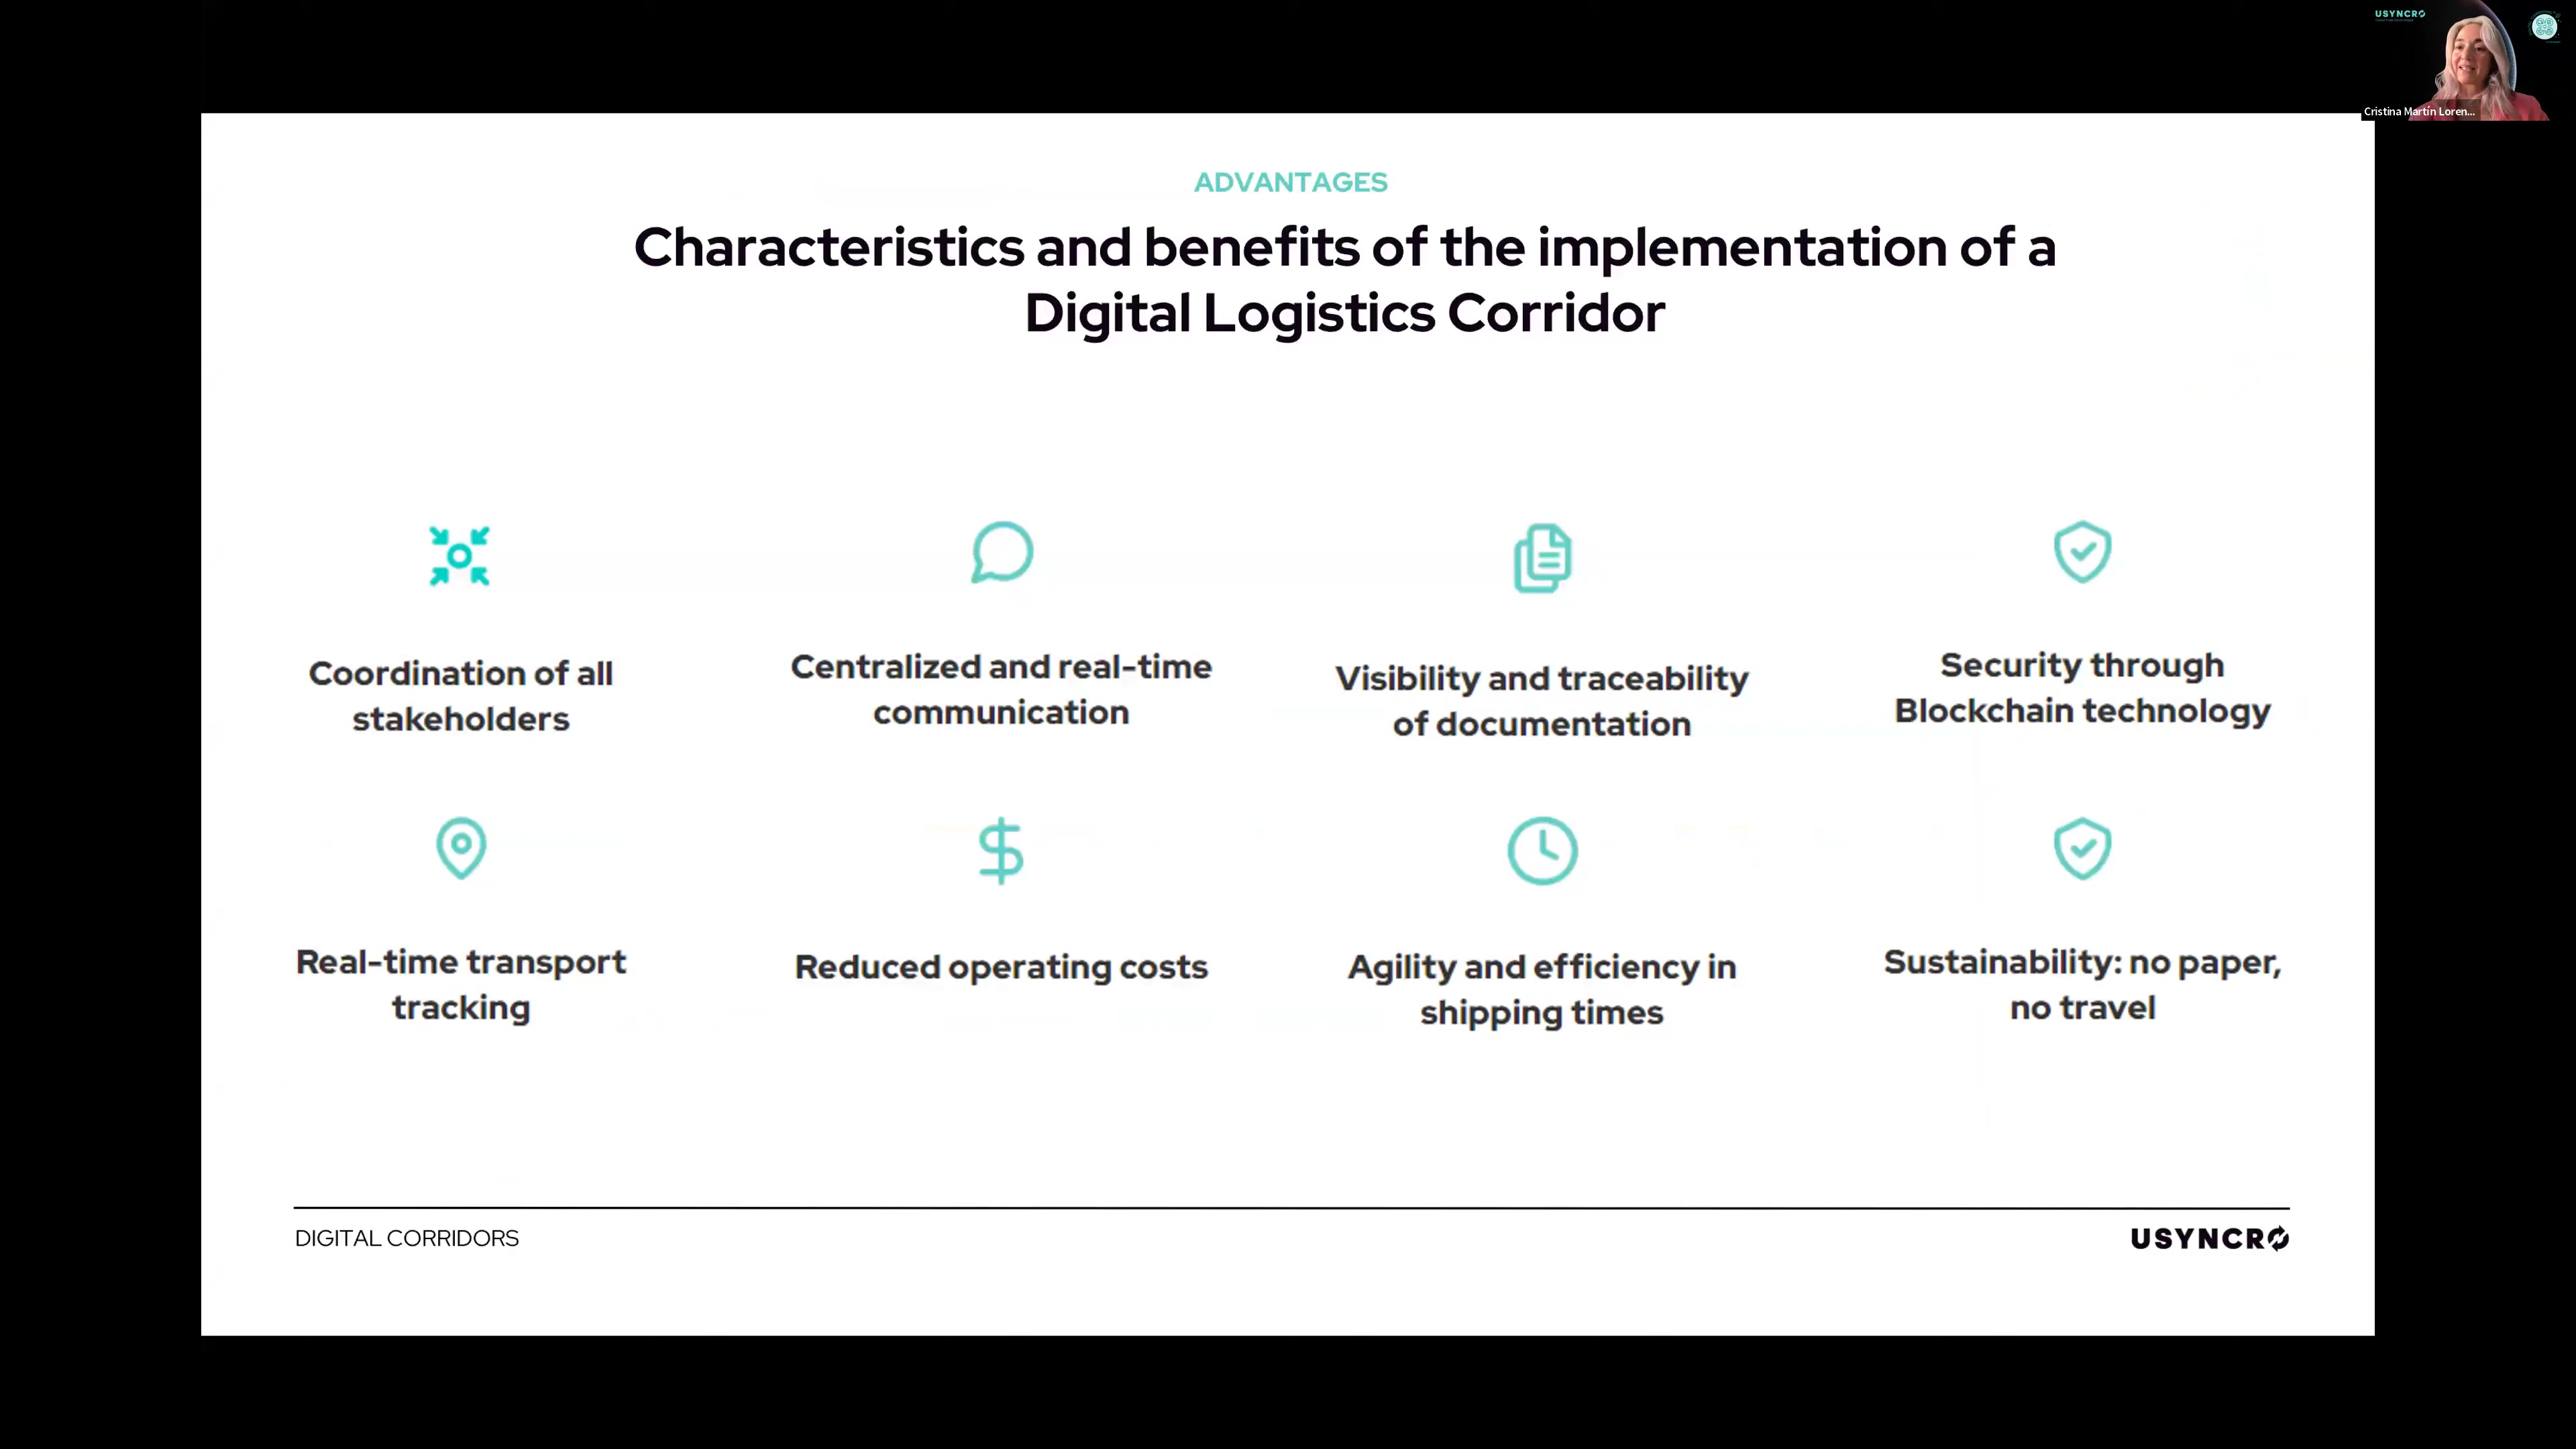 USYNCRO
Cristina Martín Loren...
ADVANTAGES
Characteristics and benefits of the implementation of a
Digital Logistics Corridor
Coordination of all
stakeholders
Centralized and real-time
communication
Visibility and traceability
of documentation
Security through
Blockchain technology
Real-time transport
tracking
Reduced operating costs
Agility and efficiency in
shipping times
Sustainability: no paper,
no travel
DIGITAL CORRIDORS
USYNCRO